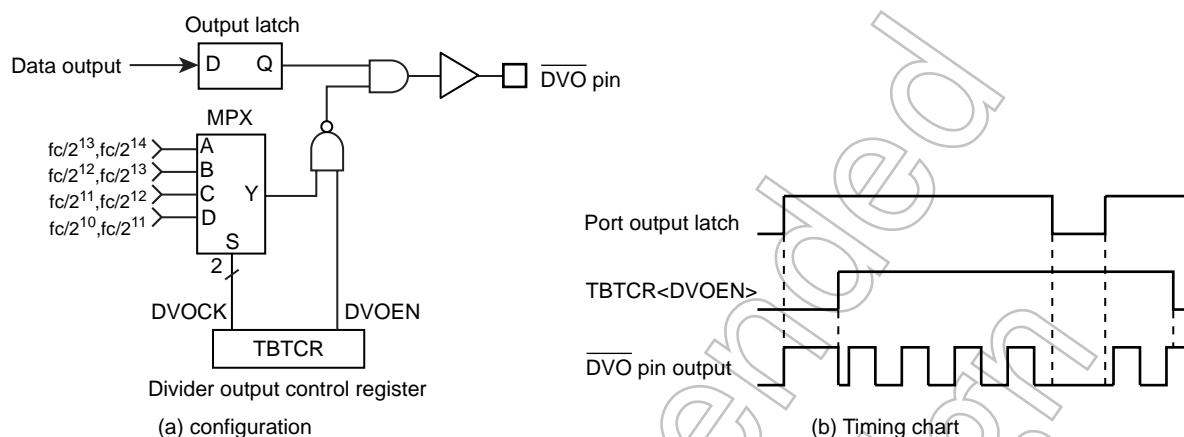 Output latch
Data output
D Q
DVO pin
MPX
fc/2^13,fc/2^14
A
fc/2^12,fc/2^13
B
fc/2^11,fc/2^12
C
Y
fc/2^10,fc/2^11
D
S
2
DVOCK
DVOEN
TBTCR
Divider output control register
(a) configuration
Port output latch
TBTCR<DVOEN>
DVO pin output
(b) Timing chart